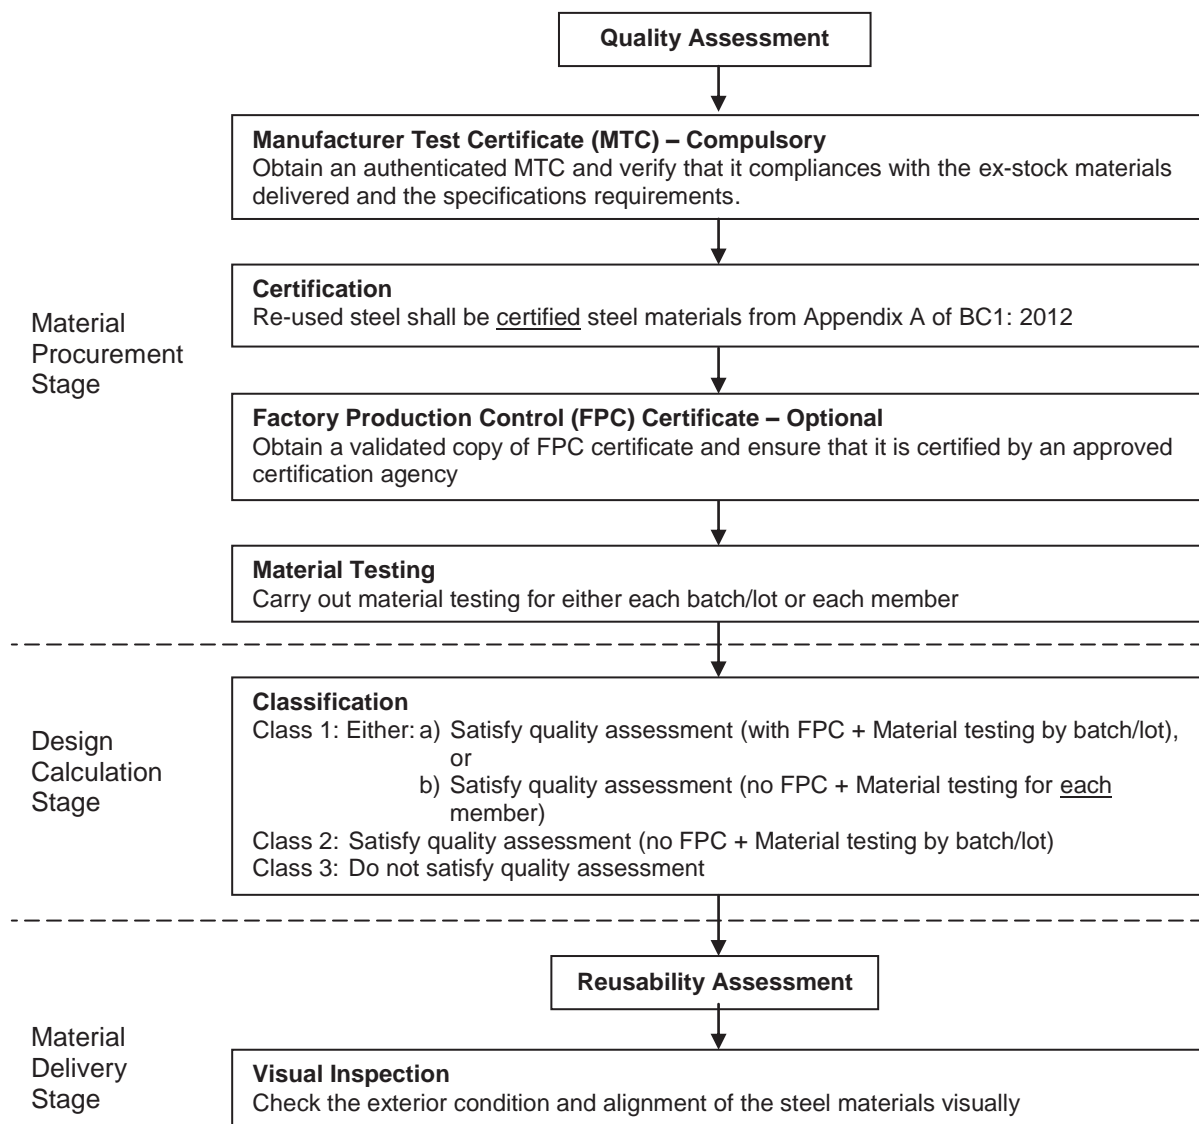 Quality Assessment
Manufacturer Test Certificate (MTC) – Compulsory
Obtain an authenticated MTC and verify that it compliances with the ex-stock materials
delivered and the specifications requirements.
Material
Procurement
Stage
Certification
Re-used steel shall be certified steel materials from Appendix A of BC1: 2012
Factory Production Control (FPC) Certificate – Optional
Obtain a validated copy of FPC certificate and ensure that it is certified by an approved
certification agency
Material Testing
Carry out material testing for either each batch/lot or each member
Design
Calculation
Stage
Classification
Class 1: Either: a) Satisfy quality assessment (with FPC + Material testing by batch/lot),
or
b) Satisfy quality assessment (no FPC + Material testing for each
member)
Class 2: Satisfy quality assessment (no FPC + Material testing by batch/lot)
Class 3: Do not satisfy quality assessment
Reusability Assessment
Material
Delivery
Stage
Visual Inspection
Check the exterior condition and alignment of the steel materials visually